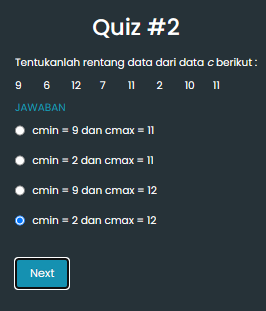 Quiz #2
Tentukanlah rentang data dari data c berikut :
9 6 12 7 11 2 10 11
JAWABAN
cmin = 9 dan cmax = 11
cmin = 2 dan cmax = 11
cmin = 9 dan cmax = 12
cmin = 2 dan cmax = 12
Next